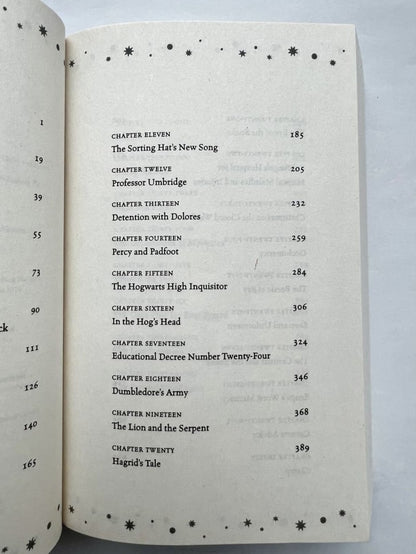 1
19
39
55
73
90
ck
111
126
140
165
CHAPTER ELEVEN 185
The Sorting Hat's New Song
CHAPTER TWELVE 205
Professor Umbridge
CHAPTER THIRTEEN 232
Detention with Dolores
CHAPTER FOURTEEN 259
Percy and Padfoot
CHAPTER FIFTEEN 284
The Hogwarts High Inquisitor
CHAPTER SIXTEEN 306
In the Hog's Head
CHAPTER SEVENTEEN 324
Educational Decree Number Twenty-Four
CHAPTER EIGHTEEN 346
Dumbledore's Army
CHAPTER NINETEEN 368
The Lion and the Serpent
CHAPTER TWENTY 389
Hagrid's Tale